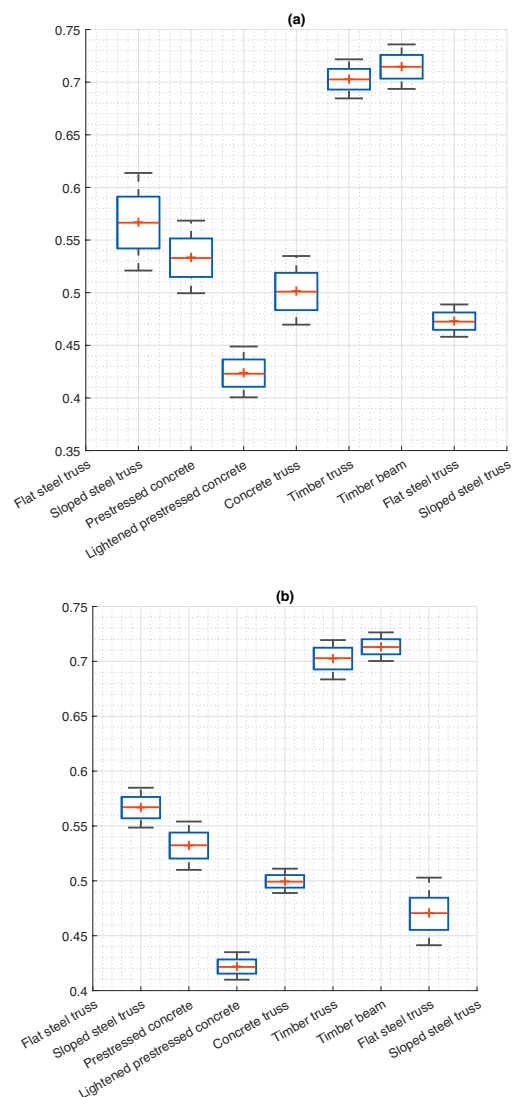 (a)
0.75
0.7
0.65
0.6
0.55
0.5
0.45
0.4
0.35
Flat steel truss
Sloped steel truss
Prestressed concrete
Lightened prestressed concrete
Concrete truss
Timber truss
Timber beam
Flat steel truss
Sloped steel truss
(b)
0.75
0.7
0.65
0.6
0.55
0.5
0.45
0.4
Flat steel truss
Sloped steel truss
Prestressed concrete
Lightened prestressed concrete
Concrete truss
Timber truss
Timber beam
Flat steel truss
Sloped steel truss